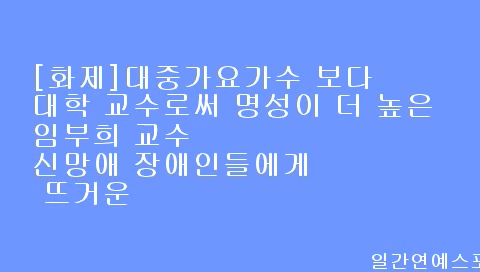 [화제]대중가요가수 보다
대학 교수로써 명성이 더 높은
임부희 교수
신망애 장애인들에게
뜨거운
일간연예스포